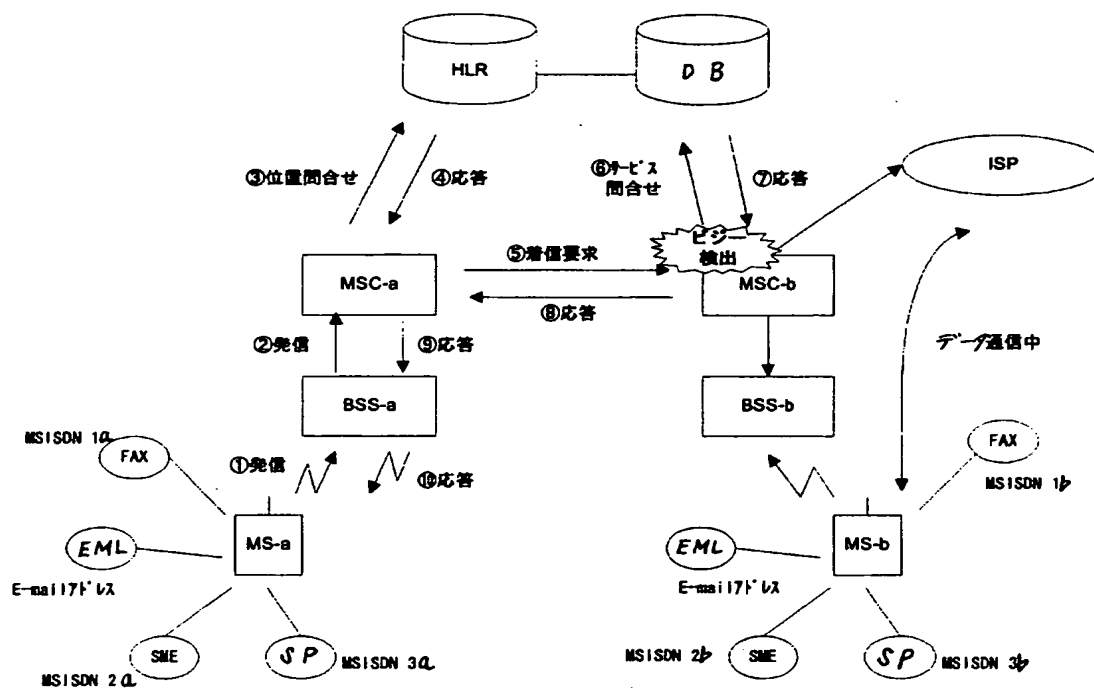 HLR
DB
③位置問合せ
④応答
⑥サービス
問合せ
⑦応答
ISP
ビジー
検出
⑤着信要求
MSC-a
MSC-b
⑧応答
②発信
⑨応答
データ通信中
BSS-a
BSS-b
MSISDN 1a
FAX
①発信
⑩応答
FAX
MSISDN 1b
EML
MS-a
EML
MS-b
E-mailアドレス
E-mailアドレス
SME
SP
MSISDN 3a
MSISDN 2a
MSISDN 2b
SME
SP
MSISDN 3b